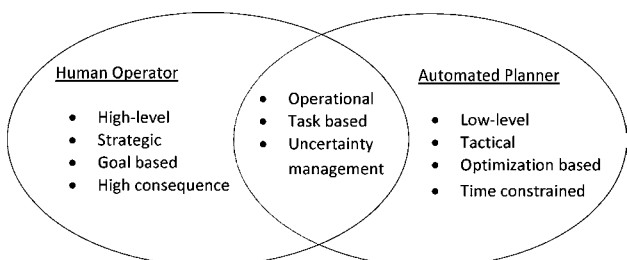 Human Operator
• High-level
• Strategic
• Goal based
• High consequence
• Operational
• Task based
• Uncertainty
management
Automated Planner
• Low-level
• Tactical
• Optimization based
• Time constrained